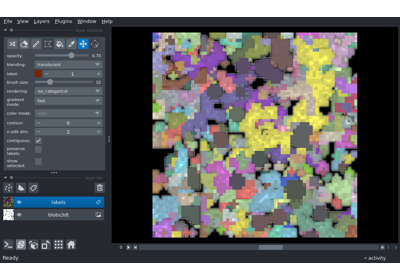 File View Layers Plugins Window Help
opacity: 0.70
blending: translucent
label: 1
brush size: 10
rendering: iso_categorical
gradient mode: fast
color mode:
contour: 0
n edit dim: 2
contiguous:
preserve labels:
show selected:
labels
blobs3dt
0
Ready
activity